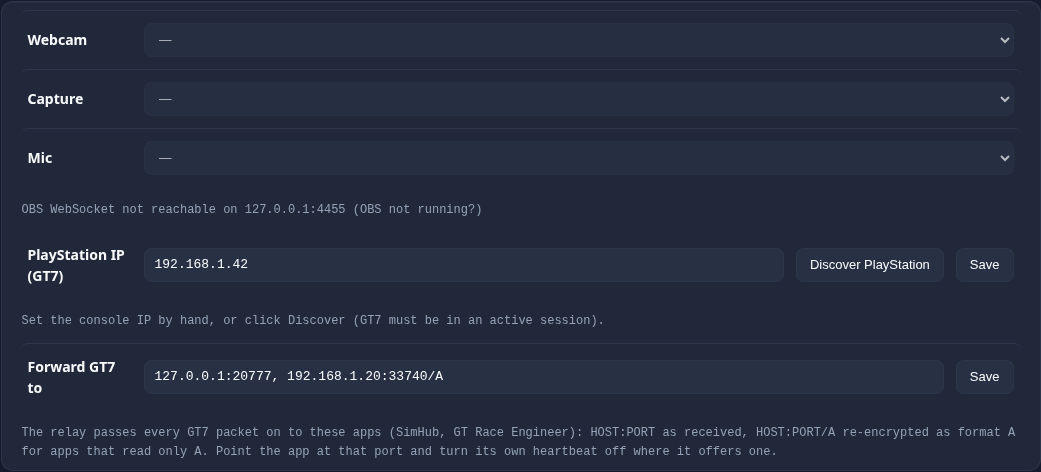 Webcam —
Capture —
Mic —
OBS WebSocket not reachable on 127.0.0.1:4455 (OBS not running?)
PlayStation IP
(GT7)
192.168.1.42
Discover PlayStation
Save
Set the console IP by hand, or click Discover (GT7 must be in an active session).
Forward GT7
to
127.0.0.1:20777, 192.168.1.20:33740/A
Save
The relay passes every GT7 packet on to these apps (SimHub, GT Race Engineer): HOST:PORT as received, HOST:PORT/A re-encrypted as format A
for apps that read only A. Point the app at that port and turn its own heartbeat off where it offers one.